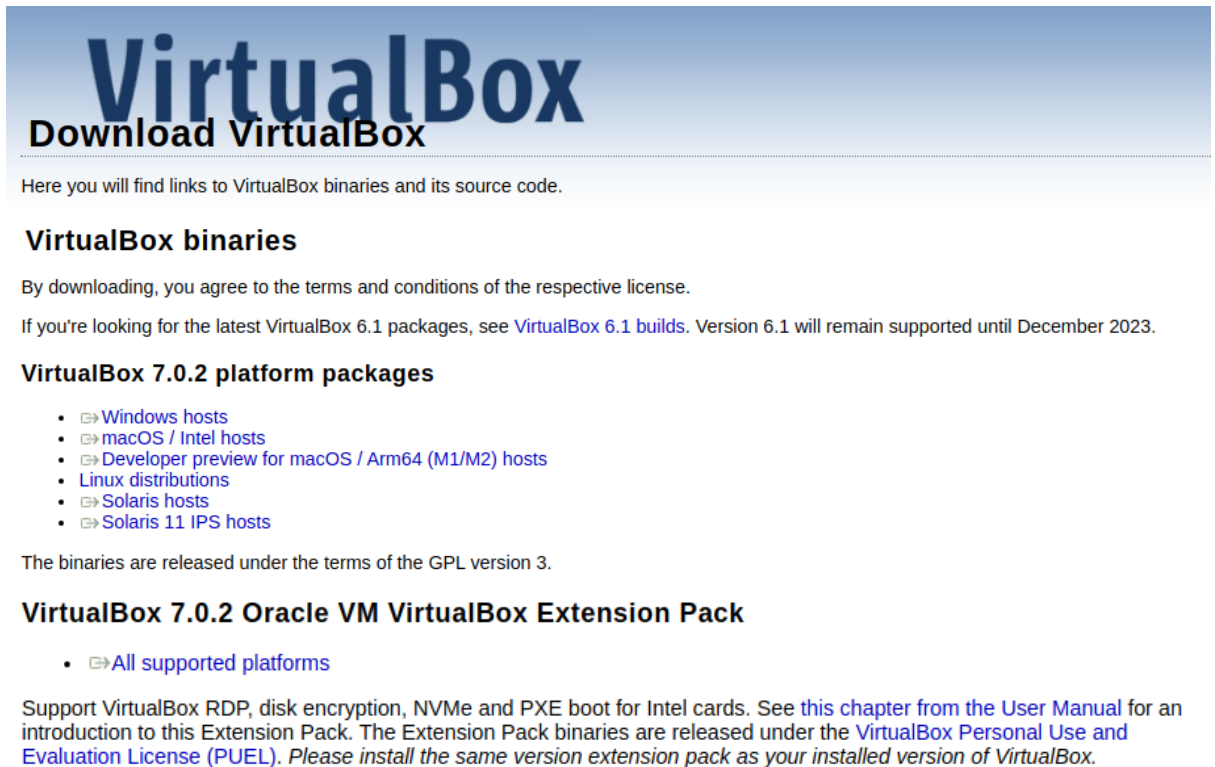 VirtualBox
Download VirtualBox
Here you will find links to VirtualBox binaries and its source code.
VirtualBox binaries
By downloading, you agree to the terms and conditions of the respective license.
If you're looking for the latest VirtualBox 6.1 packages, see VirtualBox 6.1 builds. Version 6.1 will remain supported until December 2023.
VirtualBox 7.0.2 platform packages
Windows hosts
macOS / Intel hosts
Developer preview for macOS / Arm64 (M1/M2) hosts
Linux distributions
Solaris hosts
Solaris 11 IPS hosts
The binaries are released under the terms of the GPL version 3.
VirtualBox 7.0.2 Oracle VM VirtualBox Extension Pack
All supported platforms
Support VirtualBox RDP, disk encryption, NVMe and PXE boot for Intel cards. See this chapter from the User Manual for an
introduction to this Extension Pack. The Extension Pack binaries are released under the VirtualBox Personal Use and
Evaluation License (PUEL). Please install the same version extension pack as your installed version of VirtualBox.